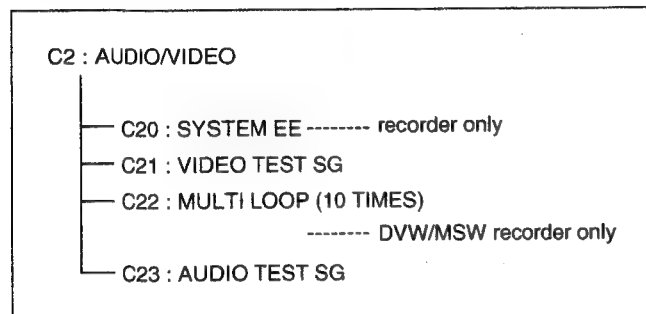 C2 : AUDIO/VIDEO
C20 : SYSTEM EE -------- recorder only
C21 : VIDEO TEST SG
C22 : MULTI LOOP (10 TIMES)
-------- DVW/MSW recorder only
C23 : AUDIO TEST SG